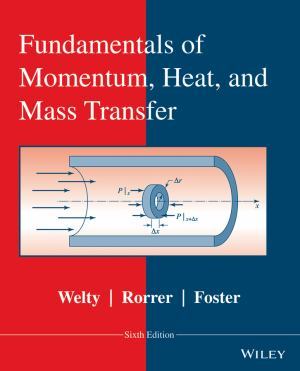 Fundamentals of
Momentum, Heat, and
Mass Transfer
Δr
P|x
r
x
P|x+Δx
Δx
Welty | Rorrer | Foster
Sixth Edition
WILEY